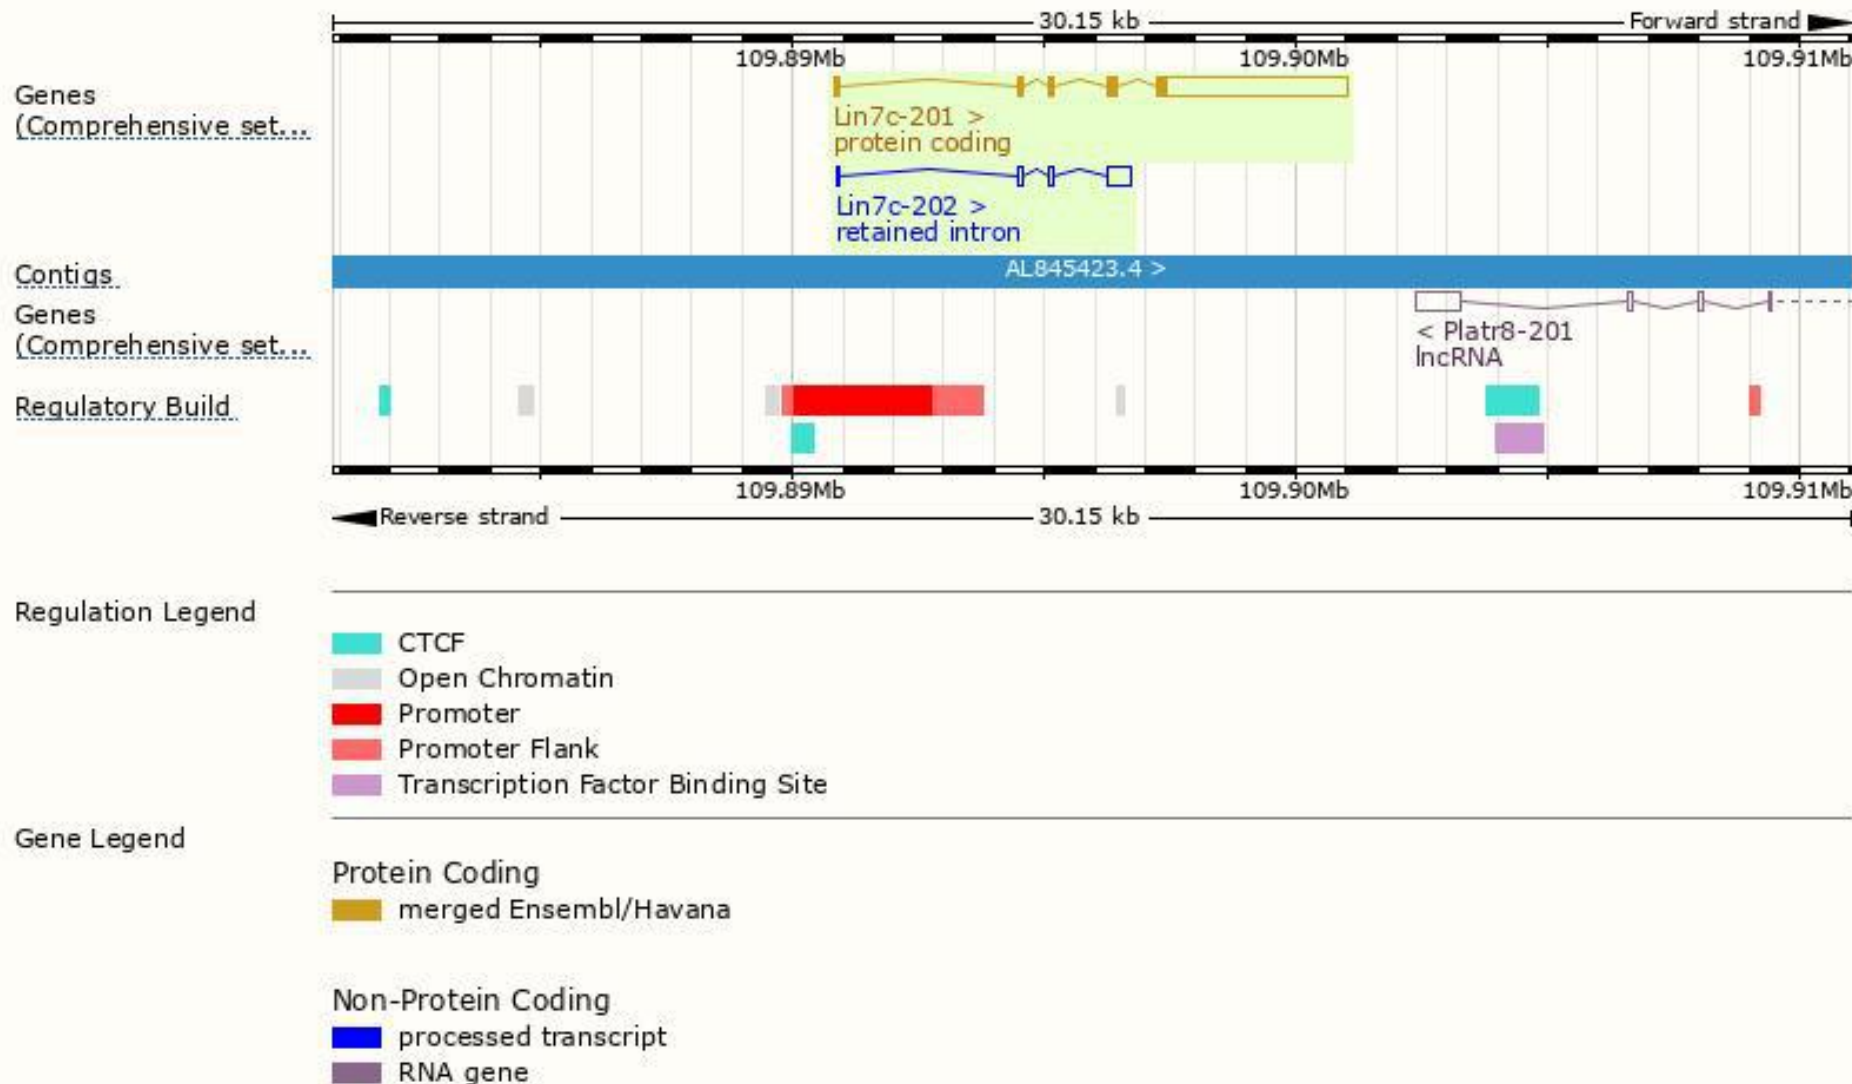 30.15 kb
Forward strand
109.89Mb 109.90Mb 109.91Mb
Genes
(Comprehensive set...
Lin7c-201 >
protein coding
Lin7c-202 >
retained intron
Contigs
AL845423.4 >
Genes
(Comprehensive set...
< Platr8-201
lncRNA
Regulatory Build
109.89Mb 109.90Mb 109.91Mb
Reverse strand
30.15 kb
Regulation Legend
CTCF
Open Chromatin
Promoter
Promoter Flank
Transcription Factor Binding Site
Gene Legend
Protein Coding
merged Ensembl/Havana
Non-Protein Coding
processed transcript
RNA gene